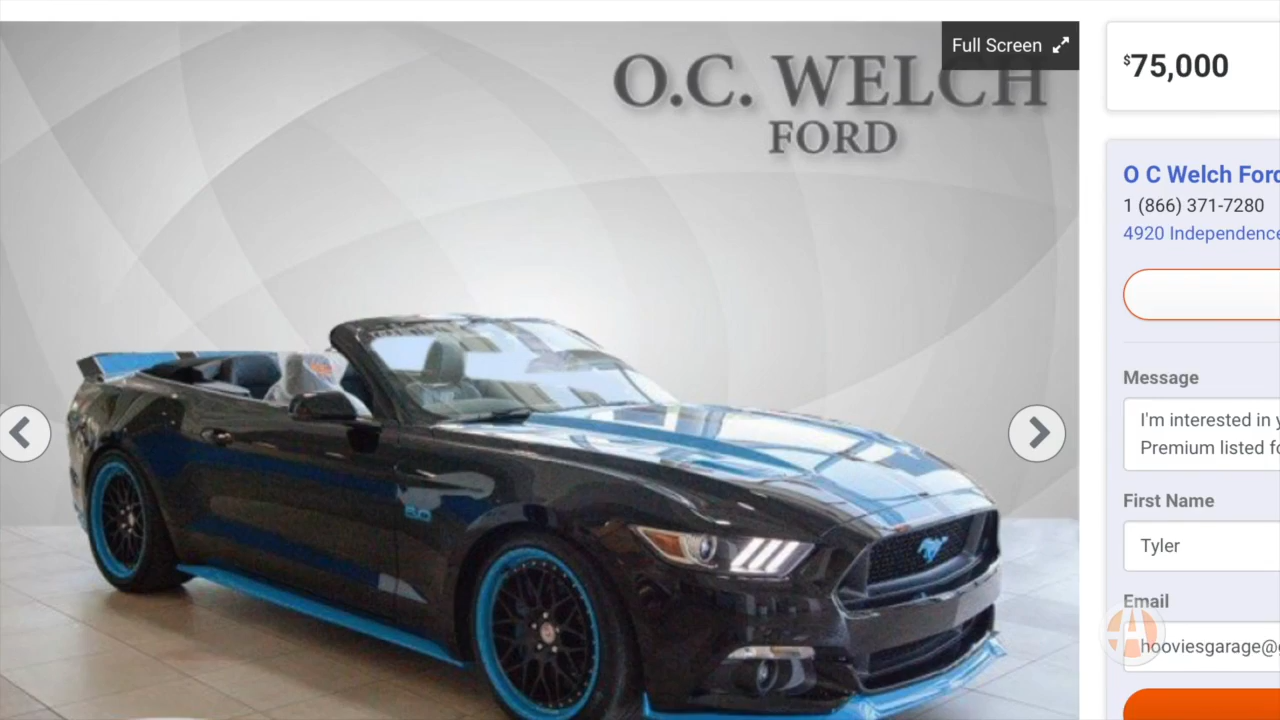 Full Screen
O.C. WELCH
FORD
$75,000
O C Welch Ford
1 (866) 371-7280
4920 Independence
Message
I'm interested in y
Premium listed fo
First Name
Tyler
Email
hooviesgarage@g
5.0